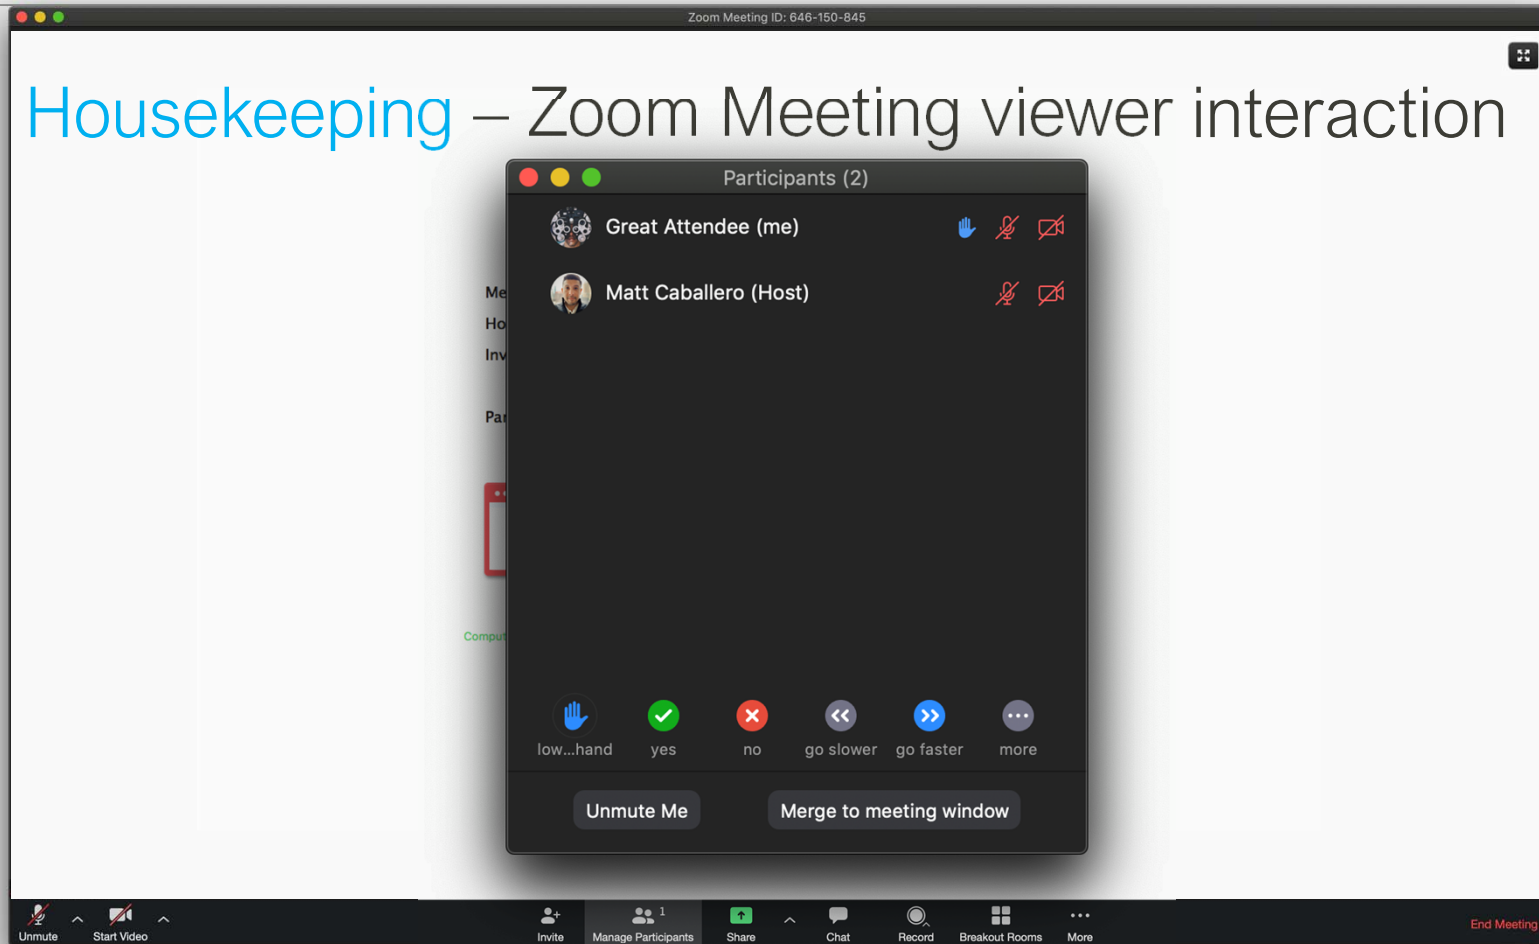 Zoom Meeting ID: 646-150-845
Housekeeping – Zoom Meeting viewer interaction
Participants (2)
Great Attendee (me)
Matt Caballero (Host)
Me
Ho
Inv
Par
Comput
low...hand yes no go slower go faster more
Unmute Me Merge to meeting window
1
Unmute Start Video Invite Manage Participants Share Chat Record Breakout Rooms More End Meeting